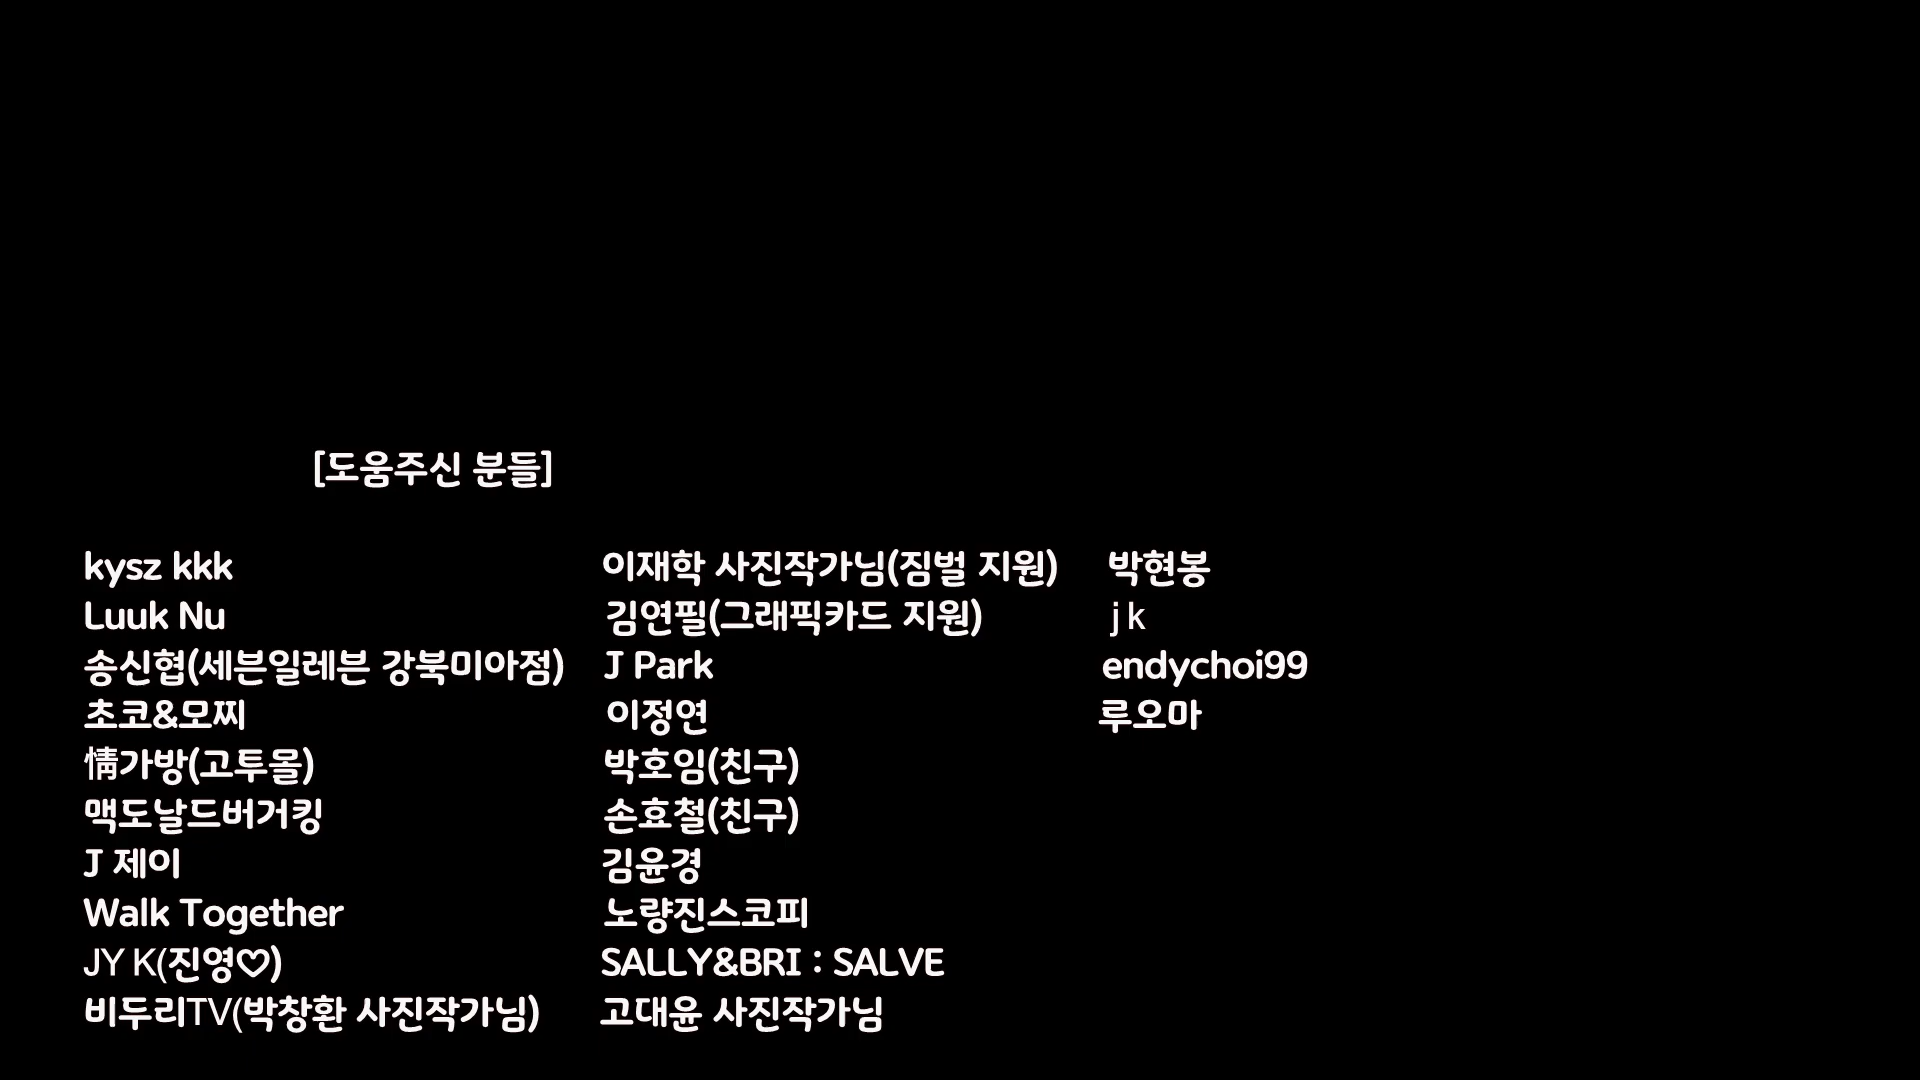 [도움주신 분들]
kysz kkk
Luuk Nu
송신협(세븐일레븐 강북미아점)
초코&모찌
情가방(고투몰)
맥도날드버거킹
J 제이
Walk Together
JY K(진영♡)
비두리TV(박창환 사진작가님)
이재학 사진작가님(짐벌 지원)
김연필(그래픽카드 지원)
J Park
이정연
박호임(친구)
손효철(친구)
김윤경
노량진스코피
SALLY&BRI : SALVE
고대윤 사진작가님
박현봉
j k
endychoi99
루오마